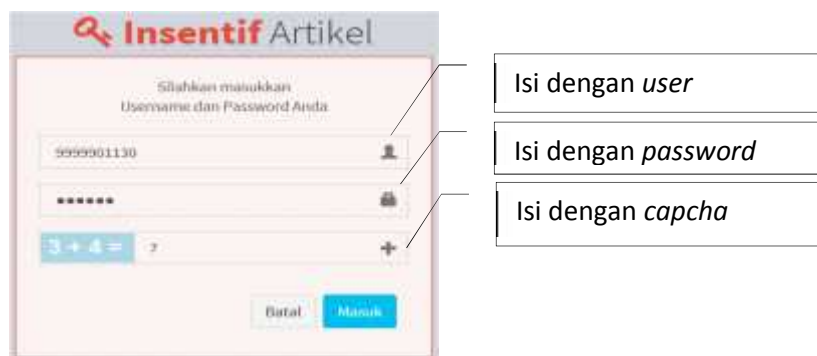 Insentif Artikel
Silahkan masukkan
Username dan Password Anda
9999901130
••••••
3 + 4 = 7
Batal Masuk
Isi dengan user
Isi dengan password
Isi dengan capcha